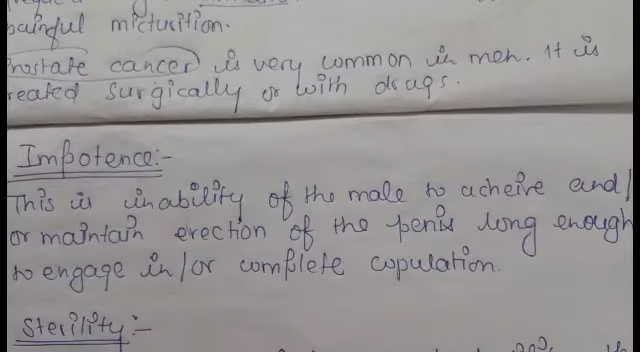 painful micturition.
Prostate cancer is very common in men. It is
reated surgically or with drugs.
Impotence:-
This is inability of the male to acheive and/
or maintain erection of the penis long enough
to engage in/or complete copulation.
Sterility:-